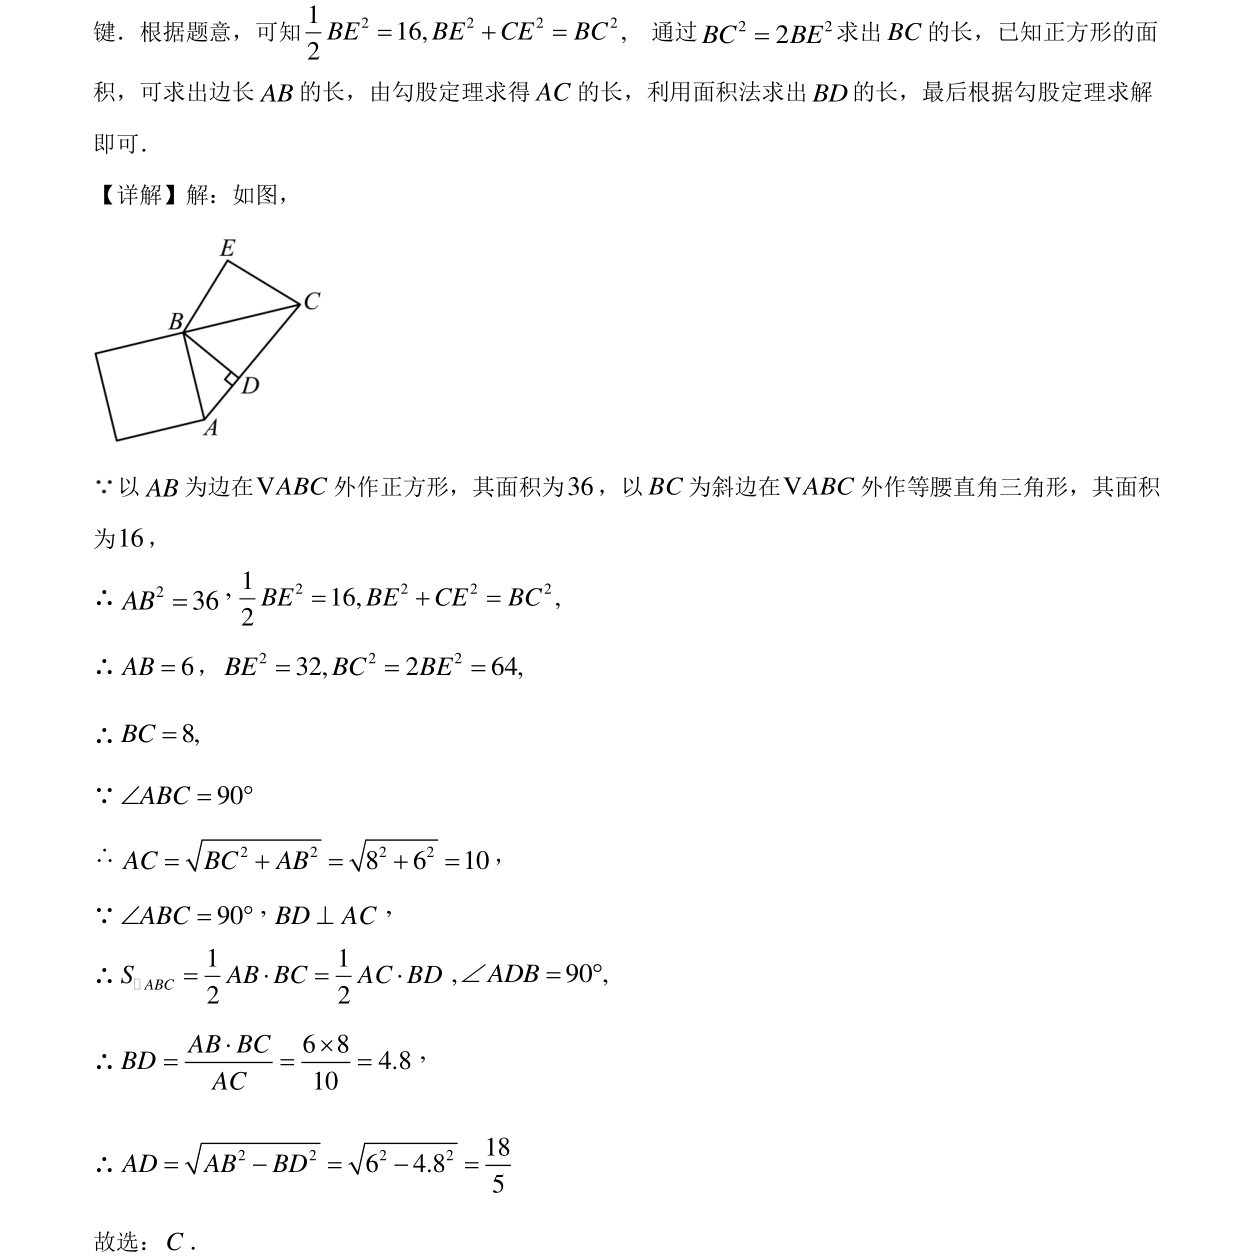 键．根据题意，可知 1/2 BE² = 16, BE² + CE² = BC², 通过 BC² = 2BE² 求出 BC 的长，已知正方形的面
积，可求出边长 AB 的长，由勾股定理求得 AC 的长，利用面积法求出 BD 的长，最后根据勾股定理求解
即可．
【详解】解：如图，
E
C
B
D
A
∵以 AB 为边在 VABC 外作正方形，其面积为36，以 BC 为斜边在 VABC 外作等腰直角三角形，其面积
为16，
∴ AB² = 36，1/2 BE² = 16, BE² + CE² = BC²,
∴ AB = 6， BE² = 32, BC² = 2BE² = 64,
∴ BC = 8,
∵ ∠ABC = 90°
∴ AC = √(BC² + AB²) = √(8² + 6²) = 10，
∵ ∠ABC = 90°，BD ⊥ AC，
∴ S▯ABC = 1/2 AB · BC = 1/2 AC · BD , ∠ADB = 90°,
∴ BD = (AB · BC)/AC = (6×8)/10 = 4.8，
∴ AD = √(AB² − BD²) = √(6² − 4.8²) = 18/5
故选：C．